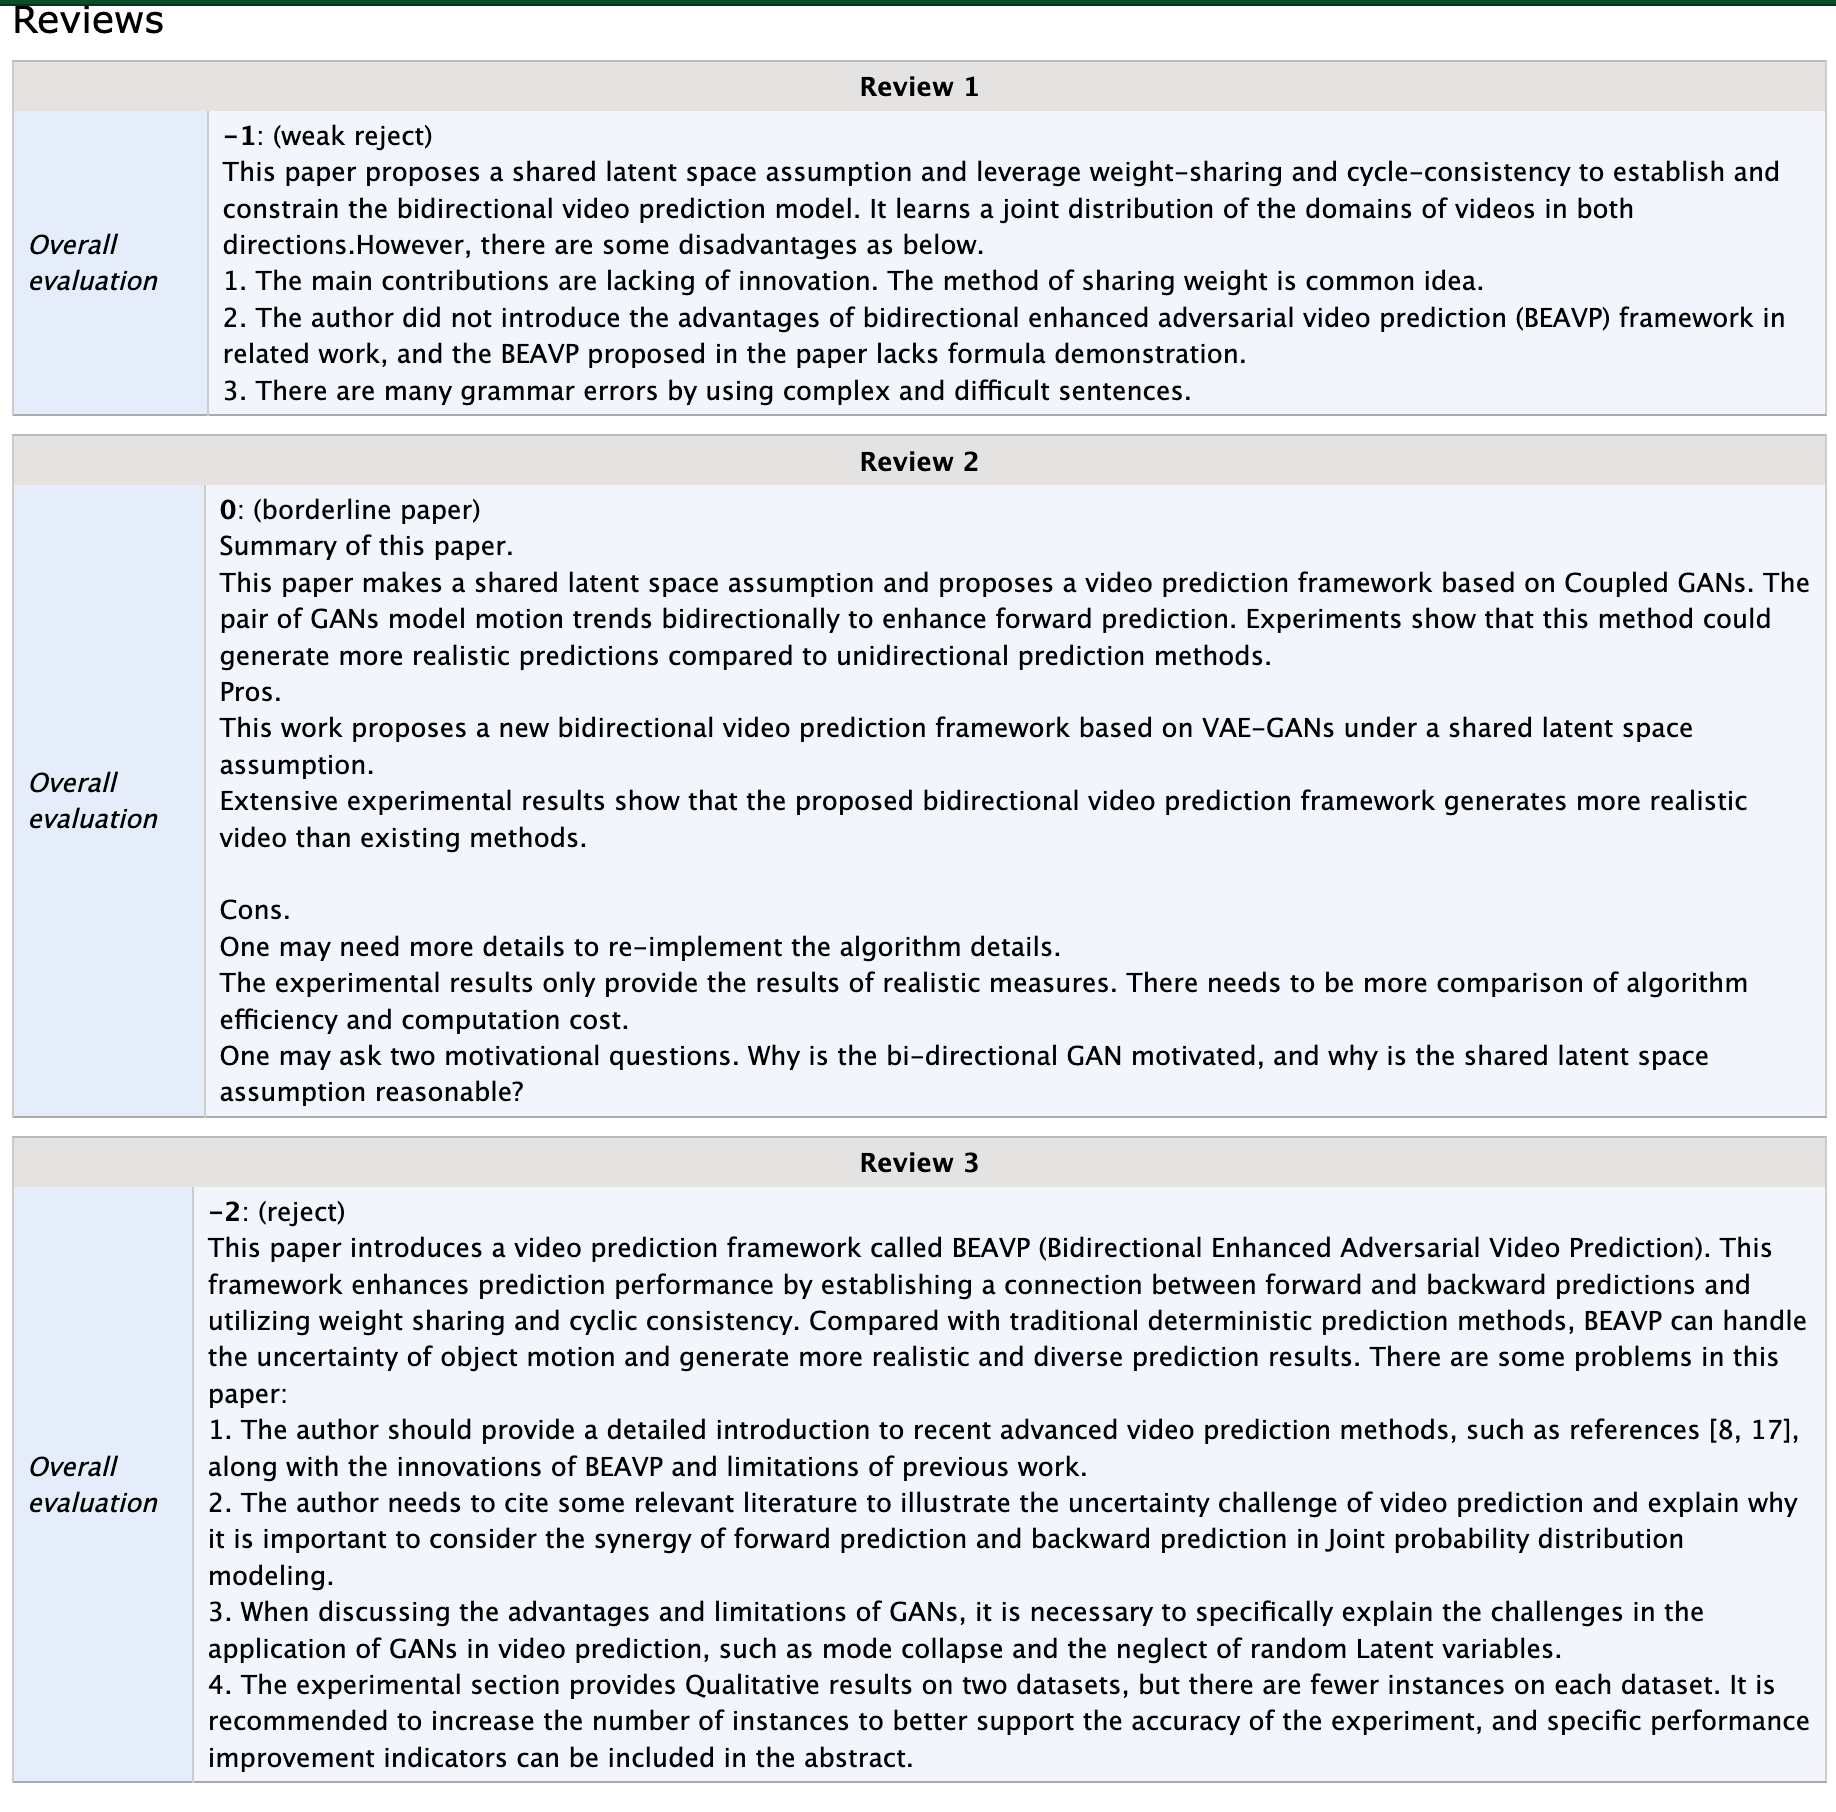 Reviews
Review 1
Overall
evaluation
-1: (weak reject)
This paper proposes a shared latent space assumption and leverage weight-sharing and cycle-consistency to establish and
constrain the bidirectional video prediction model. It learns a joint distribution of the domains of videos in both
directions.However, there are some disadvantages as below.
1. The main contributions are lacking of innovation. The method of sharing weight is common idea.
2. The author did not introduce the advantages of bidirectional enhanced adversarial video prediction (BEAVP) framework in
related work, and the BEAVP proposed in the paper lacks formula demonstration.
3. There are many grammar errors by using complex and difficult sentences.
Review 2
Overall
evaluation
0: (borderline paper)
Summary of this paper.
This paper makes a shared latent space assumption and proposes a video prediction framework based on Coupled GANs. The
pair of GANs model motion trends bidirectionally to enhance forward prediction. Experiments show that this method could
generate more realistic predictions compared to unidirectional prediction methods.
Pros.
This work proposes a new bidirectional video prediction framework based on VAE-GANs under a shared latent space
assumption.
Extensive experimental results show that the proposed bidirectional video prediction framework generates more realistic
video than existing methods.
Cons.
One may need more details to re-implement the algorithm details.
The experimental results only provide the results of realistic measures. There needs to be more comparison of algorithm
efficiency and computation cost.
One may ask two motivational questions. Why is the bi-directional GAN motivated, and why is the shared latent space
assumption reasonable?
Review 3
Overall
evaluation
-2: (reject)
This paper introduces a video prediction framework called BEAVP (Bidirectional Enhanced Adversarial Video Prediction). This
framework enhances prediction performance by establishing a connection between forward and backward predictions and
utilizing weight sharing and cyclic consistency. Compared with traditional deterministic prediction methods, BEAVP can handle
the uncertainty of object motion and generate more realistic and diverse prediction results. There are some problems in this
paper:
1. The author should provide a detailed introduction to recent advanced video prediction methods, such as references [8, 17],
along with the innovations of BEAVP and limitations of previous work.
2. The author needs to cite some relevant literature to illustrate the uncertainty challenge of video prediction and explain why
it is important to consider the synergy of forward prediction and backward prediction in Joint probability distribution
modeling.
3. When discussing the advantages and limitations of GANs, it is necessary to specifically explain the challenges in the
application of GANs in video prediction, such as mode collapse and the neglect of random Latent variables.
4. The experimental section provides Qualitative results on two datasets, but there are fewer instances on each dataset. It is
recommended to increase the number of instances to better support the accuracy of the experiment, and specific performance
improvement indicators can be included in the abstract.